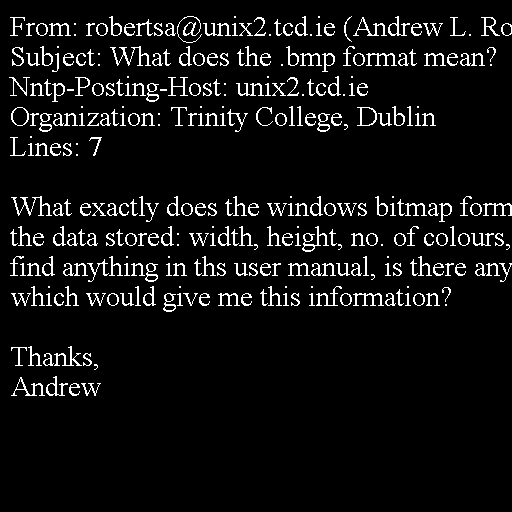 From: robertsa@unix2.tcd.ie (Andrew L. Ro
Subject: What does the .bmp format mean?
Nntp-Posting-Host: unix2.tcd.ie
Organization: Trinity College, Dublin
Lines: 7

What exactly does the windows bitmap form
the data stored: width, height, no. of colours,
find anything in ths user manual, is there any
which would give me this information?

Thanks,
Andrew